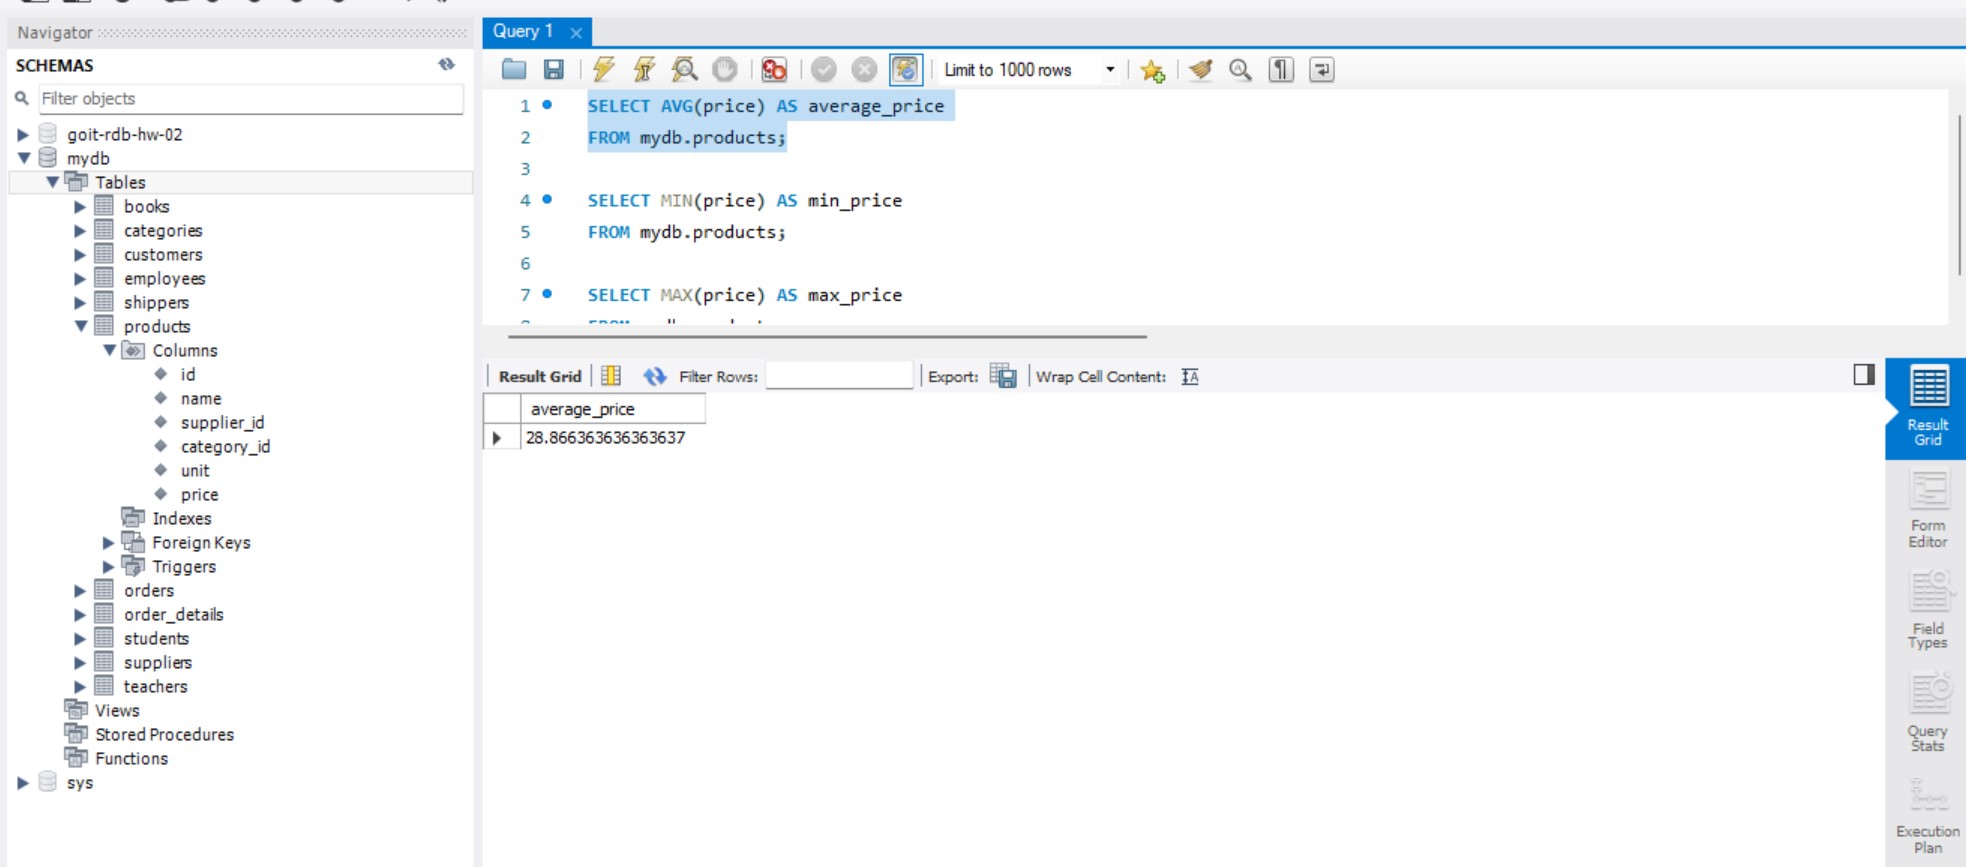 Navigator
SCHEMAS
Filter objects
goit-rdb-hw-02
mydb
Tables
books
categories
customers
employees
shippers
products
Columns
id
name
supplier_id
category_id
unit
price
Indexes
Foreign Keys
Triggers
orders
order_details
students
suppliers
teachers
Views
Stored Procedures
Functions
sys
Query 1
Limit to 1000 rows
1 SELECT AVG(price) AS average_price
2 FROM mydb.products;
3
4 SELECT MIN(price) AS min_price
5 FROM mydb.products;
6
7 SELECT MAX(price) AS max_price
Result Grid Filter Rows: Export: Wrap Cell Content:
average_price
28.866363636363637
Result
Grid
Form
Editor
Field
Types
Query
Stats
Execution
Plan